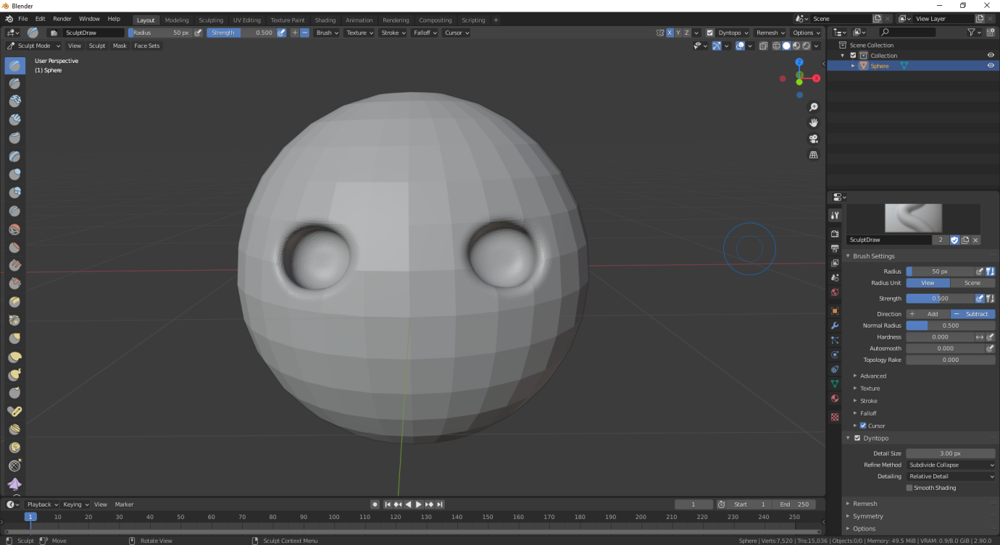 Blender
File Edit Render Window Help Layout Modeling Sculpting UV Editing Texture Paint Shading Animation Rendering Compositing Scripting + Scene View Layer
SculptDraw Radius 50 px Strength 0.500 Brush Texture Stroke Falloff Cursor X Y Z Dyntopo Remesh Options
Sculpt Mode View Sculpt Mask Face Sets
Scene Collection
Collection
Sphere
User Perspective
(1) Sphere
Z
X
SculptDraw 2
Brush Settings
Radius 50 px
Radius Unit View Scene
Strength 0.500
Direction + Add − Subtract
Normal Radius 0.500
Hardness 0.000
Autosmooth 0.000
Topology Rake 0.000
Advanced
Texture
Stroke
Falloff
Cursor
Dyntopo
Detail Size 3.00 px
Refine Method Subdivide Collapse
Detailing Relative Detail
Smooth Shading
Remesh
Symmetry
Options
Playback Keying View Marker 1 Start 1 End 250
1 10 20 30 40 50 60 70 80 90 100 110 120 130 140 150 160 170 180 190 200 210 220 230 240 250
Sculpt Move Rotate View Sculpt Context Menu Sphere | Verts:7,520 | Tris:15,036 | Objects:0/0 | Memory: 49.5 MiB | VRAM: 0.9/8.0 GiB | 2.90.0